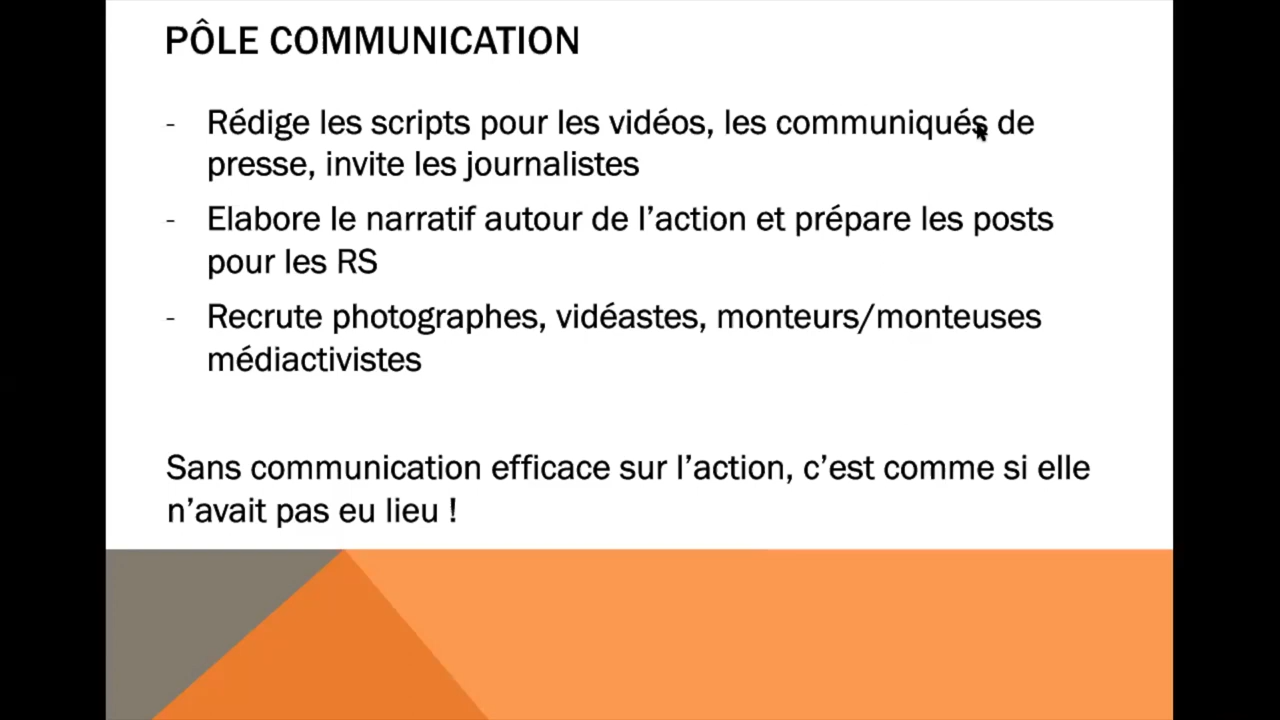 PÔLE COMMUNICATION
- Rédige les scripts pour les vidéos, les communiqués de
presse, invite les journalistes
- Elabore le narratif autour de l’action et prépare les posts
pour les RS
- Recrute photographes, vidéastes, monteurs/monteuses
médiactivistes
Sans communication efficace sur l’action, c’est comme si elle
n’avait pas eu lieu !